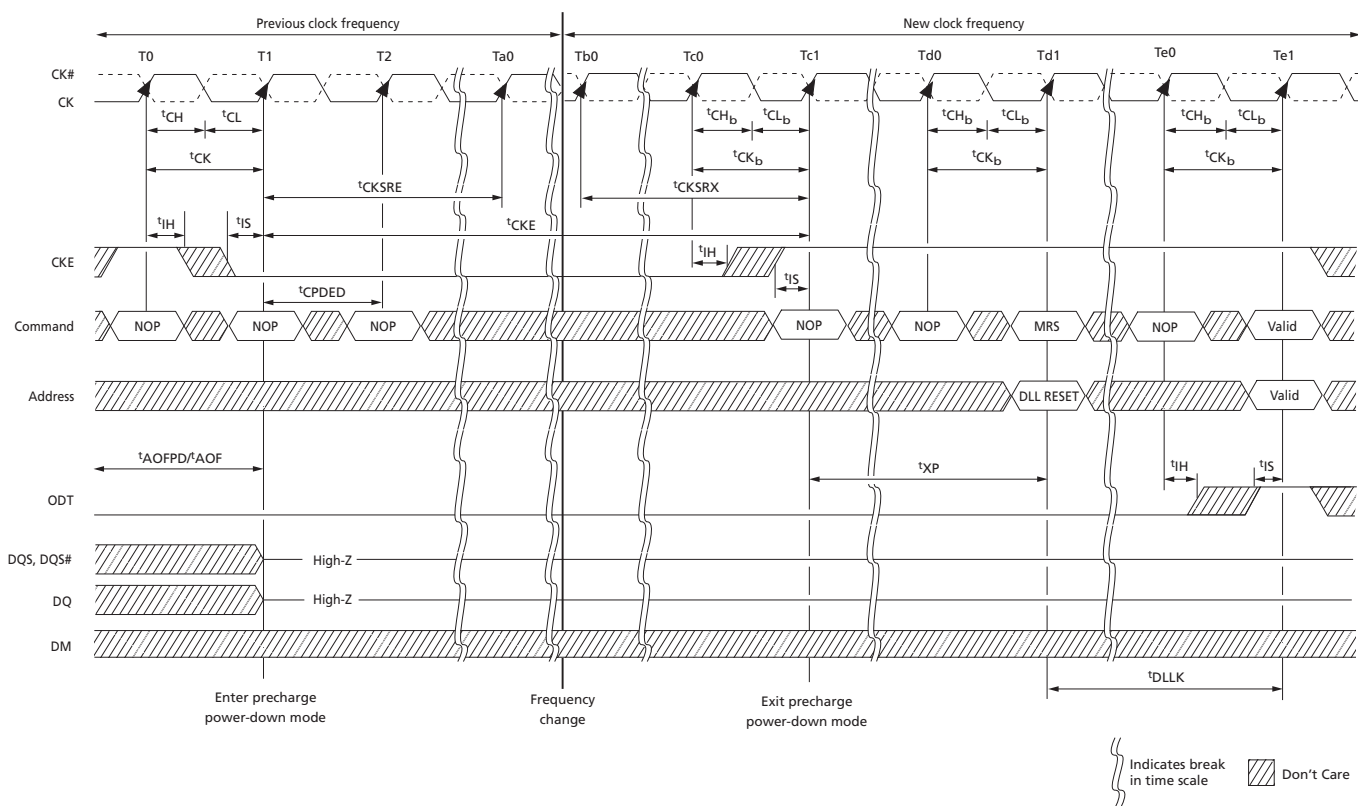 Previous clock frequency New clock frequency
T0 T1 T2 Ta0 Tb0 Tc0 Tc1 Td0 Td1 Te0 Te1
CK#
CK
tCH tCL tCHb tCLb tCHb tCLb tCHb tCLb
tCK tCKb tCKb tCKb
tCKSRE tCKSRX
tIH tIS tCKE
CKE
tIH
tIS
tCPDED
Command NOP NOP NOP NOP NOP MRS NOP Valid
Address DLL RESET Valid
tAOFPD/tAOF tXP tIH tIS
ODT
DQS, DQS# High-Z
DQ High-Z
DM
tDLLK
Enter precharge
power-down mode
Frequency
change
Exit precharge
power-down mode
Indicates break
in time scale
Don't Care